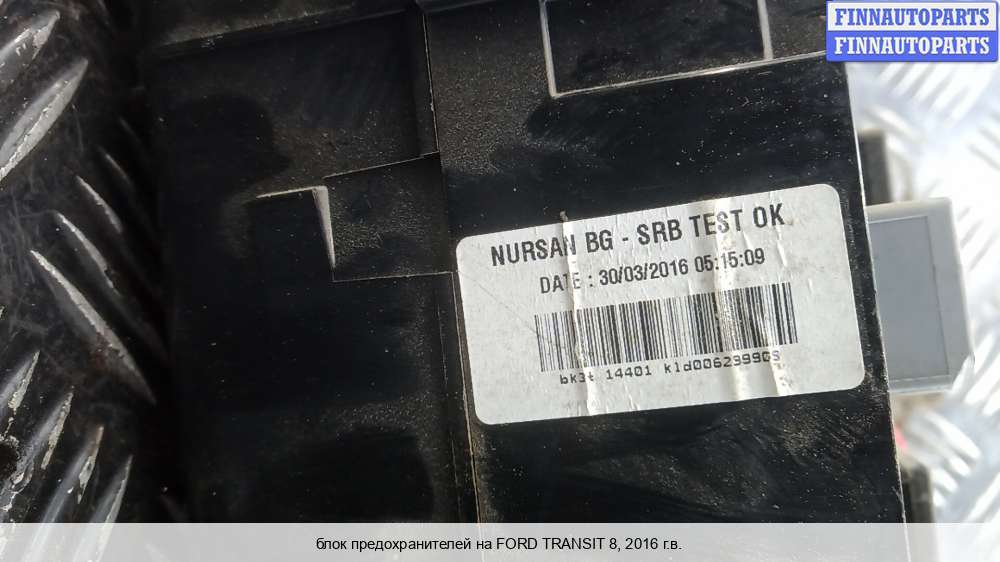 FINNAUTOPARTS
FINNAUTOPARTS
NURSAN BG - SRB TEST OK
DATE : 30/03/2016 05:15:09
bk3t 14401 kld006239909
блок предохранителей на FORD TRANSIT 8, 2016 г.в.